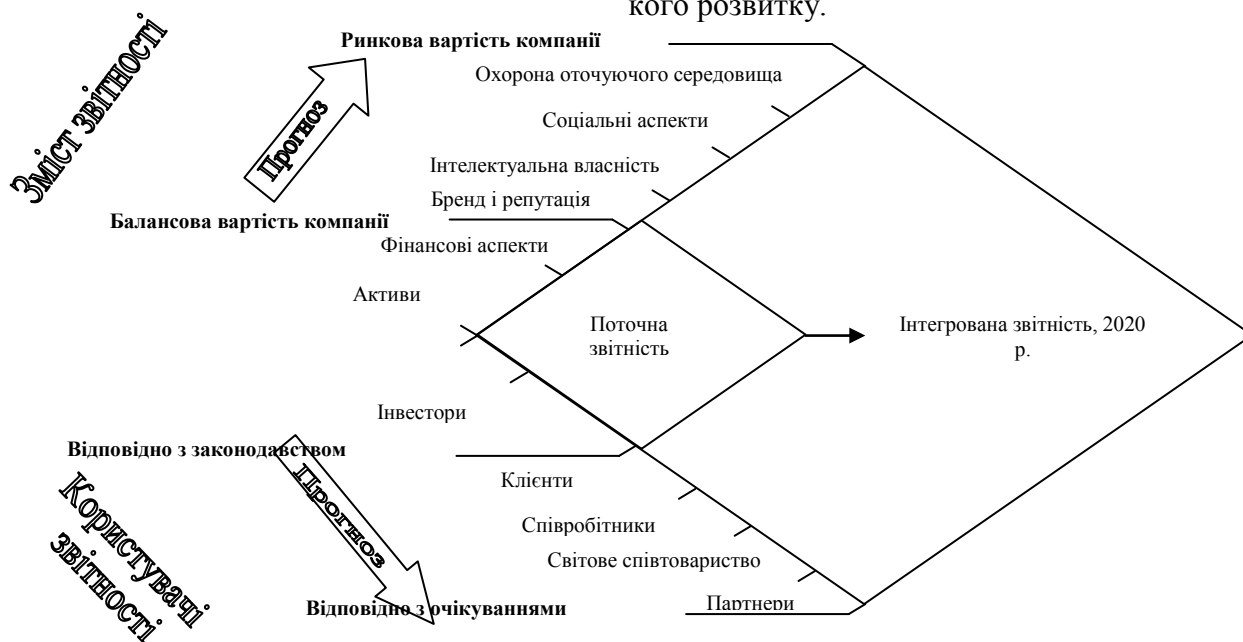 кого розвитку.
Зміст звітності
Ринкова вартість компанії
Охорона оточуючого середовища
Прогноз
Соціальні аспекти
Інтелектуальна власність
Бренд і репутація
Балансова вартість компанії
Фінансові аспекти
Активи
Поточна
звітність
Інтегрована звітність, 2020
р.
Інвестори
Відповідно з законодавством
Клієнти
Прогноз
Користувачі
звітності
Співробітники
Світове співтовариство
Партнери
Відповідно з очікуваннями